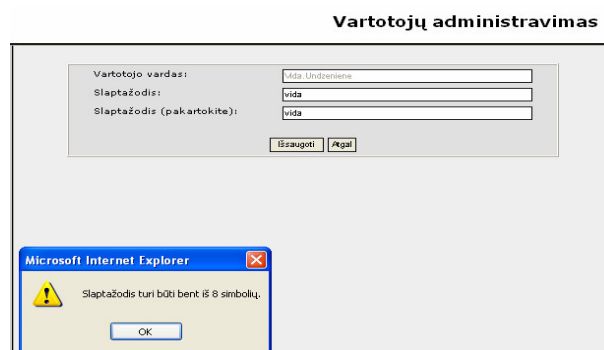 Vartotojų administravimas
Vartotojo vardas: Vida.Undzeniene
Slaptažodis: vida
Slaptažodis (pakartokite): vida
Išsaugoti Atgal
Microsoft Internet Explorer
Slaptažodis turi būti bent iš 8 simbolių.
OK